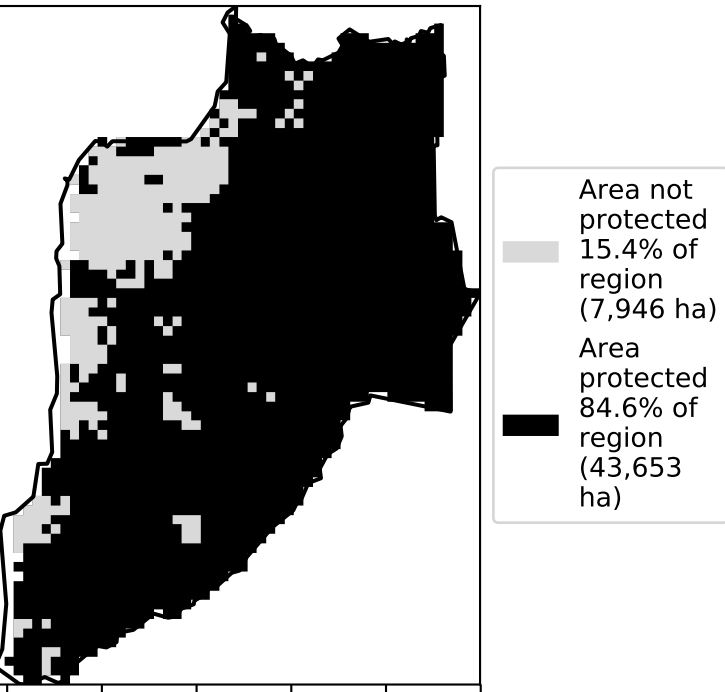 Area not
protected
15.4% of
region
(7,946 ha)
Area
protected
84.6% of
region
(43,653
ha)